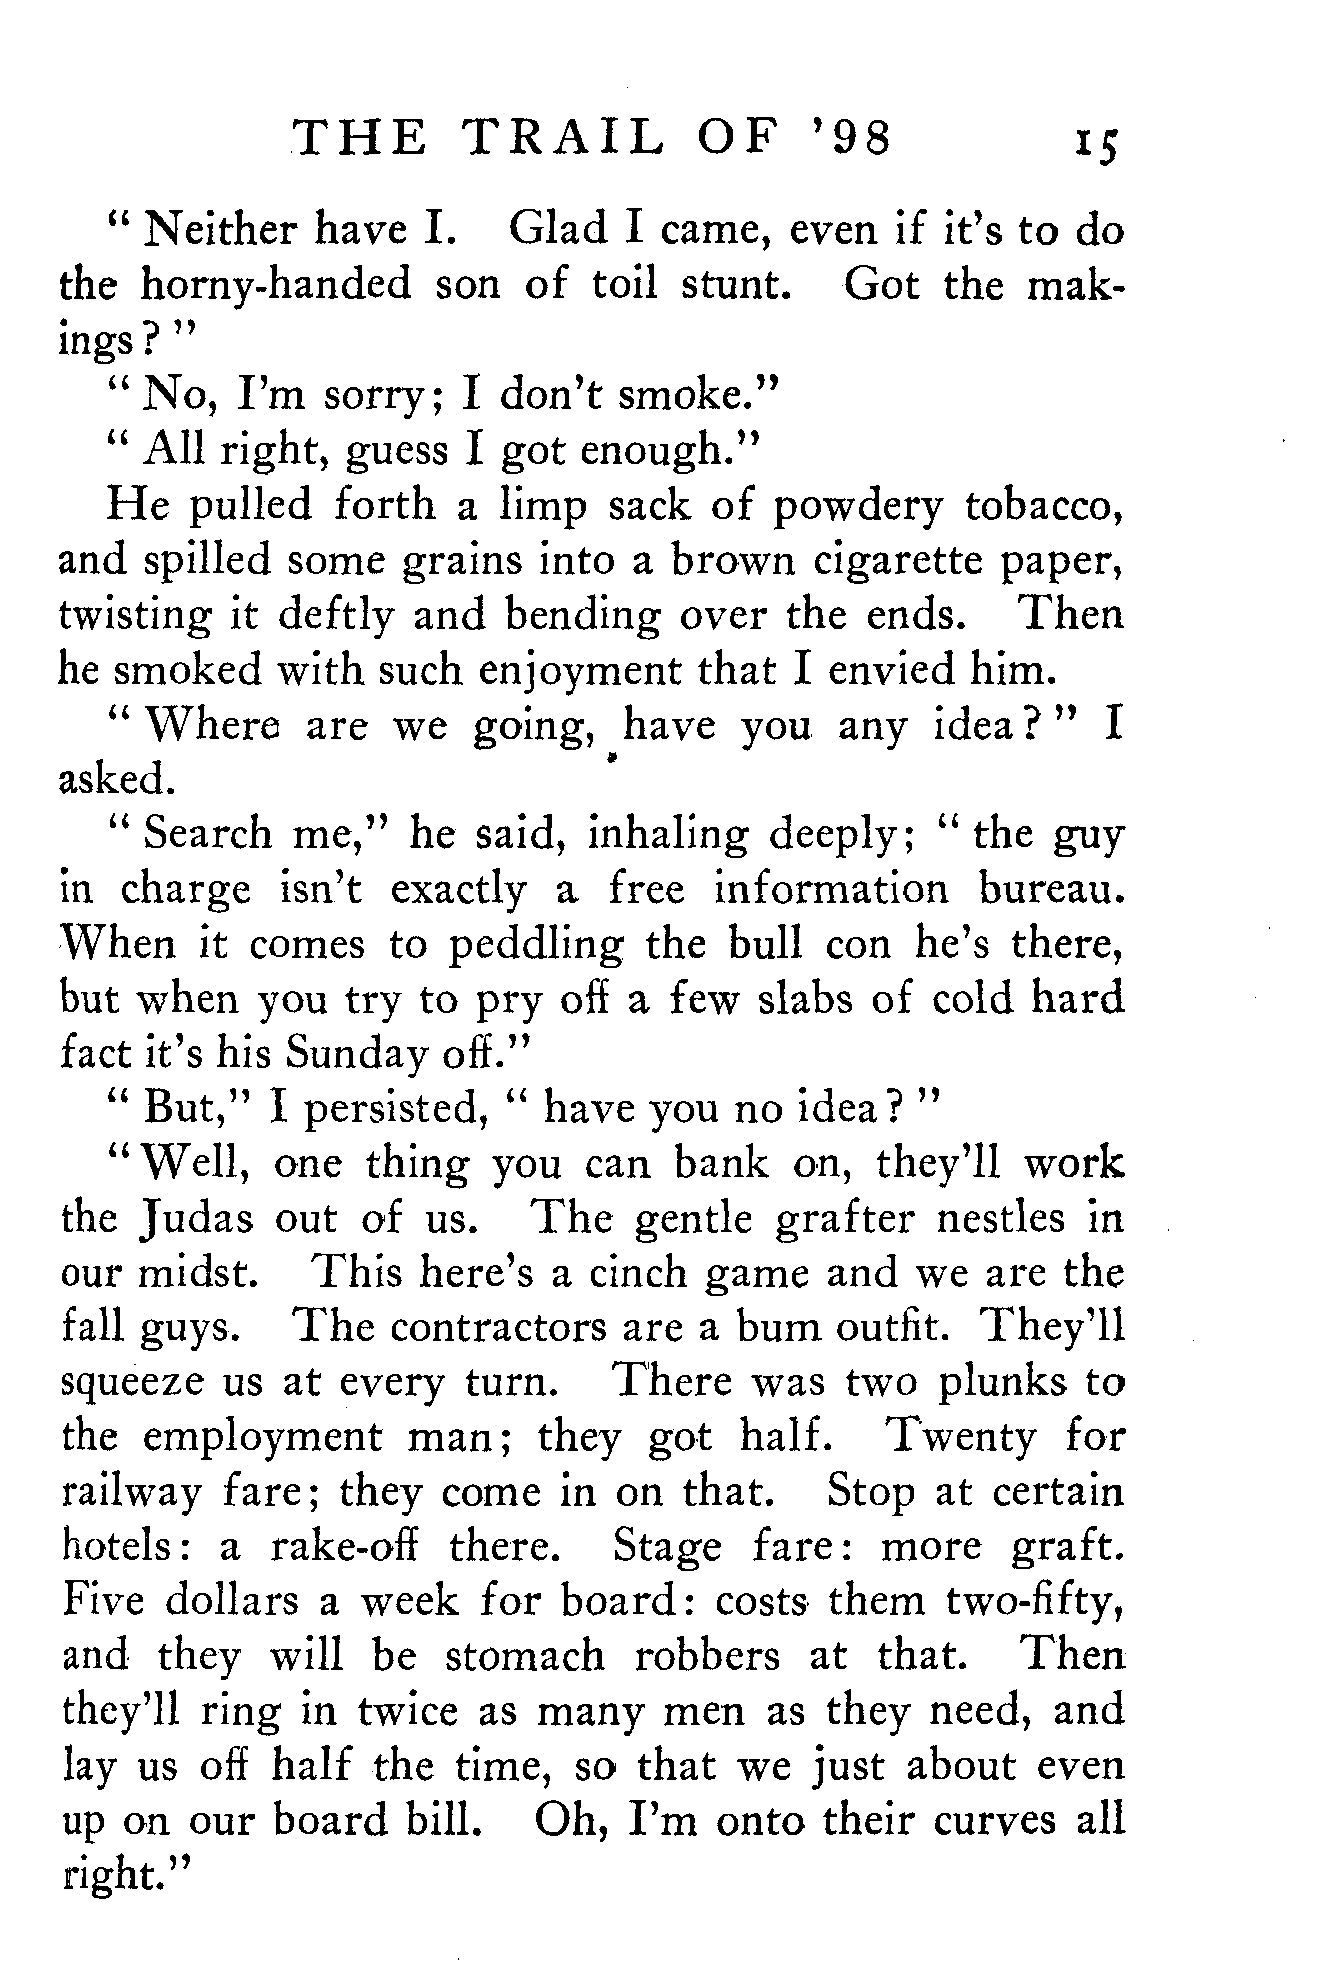 THE TRAIL OF '98 15
" Neither have I. Glad I came, even if it's to do
the horny-handed son of toil stunt. Got the mak-
ings? "
" No, I'm sorry; I don't smoke."
" All right, guess I got enough."
He pulled forth a limp sack of powdery tobacco,
and spilled some grains into a brown cigarette paper,
twisting it deftly and bending over the ends. Then
he smoked with such enjoyment that I envied him.
" Where are we going, have you any idea? " I
asked.
" Search me," he said, inhaling deeply; " the guy
in charge isn't exactly a free information bureau.
When it comes to peddling the bull con he's there,
but when you try to pry off a few slabs of cold hard
fact it's his Sunday off."
" But," I persisted, " have you no idea? "
" Well, one thing you can bank on, they'll work
the Judas out of us. The gentle grafter nestles in
our midst. This here's a cinch game and we are the
fall guys. The contractors are a bum outfit. They'll
squeeze us at every turn. There was two plunks to
the employment man; they got half. Twenty for
railway fare; they come in on that. Stop at certain
hotels: a rake-off there. Stage fare: more graft.
Five dollars a week for board: costs them two-fifty,
and they will be stomach robbers at that. Then
they'll ring in twice as many men as they need, and
lay us off half the time, so that we just about even
up on our board bill. Oh, I'm onto their curves all
right."